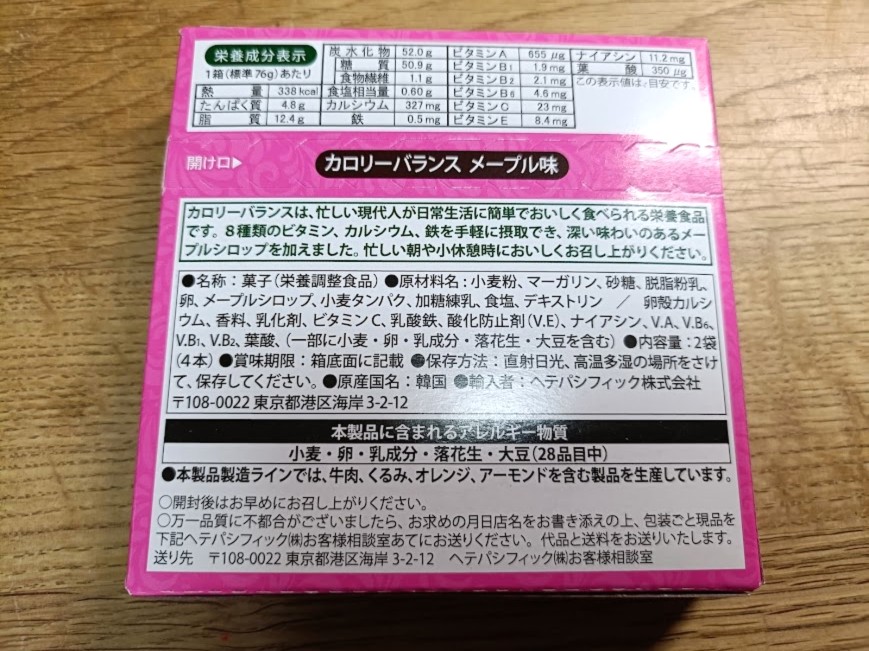 栄養成分表示
1箱(標準76g)あたり
熱量 338kcal
たんぱく質 4.8g
脂質 12.4g
炭水化物 52.0g
糖質 50.9g
食物繊維 1.1g
食塩相当量 0.60g
カルシウム 327mg
鉄 0.5mg
ビタミンA 655μg
ビタミンB1 1.9mg
ビタミンB2 2.1mg
ビタミンB6 4.6mg
ビタミンC 23mg
ビタミンE 8.4mg
ナイアシン 11.2mg
葉酸 350μg
この表示値は、目安です。
開け口▶
カロリーバランス メープル味
カロリーバランスは、忙しい現代人が日常生活に簡単でおいしく食べられる栄養食品
です。8種類のビタミン、カルシウム、鉄を手軽に摂取でき、深い味わいのあるメー
プルシロップを加えました。忙しい朝や小休憩時においしくお召し上がりください。
●名称:菓子(栄養調整食品) ●原材料名:小麦粉、マーガリン、砂糖、脱脂粉乳、
卵、メープルシロップ、小麦タンパク、加糖練乳、食塩、デキストリン / 卵殻カルシ
ウム、香料、乳化剤、ビタミンC、乳酸鉄、酸化防止剤(V.E)、ナイアシン、V.A、V.B6、
V.B1、V.B2、葉酸、(一部に小麦・卵・乳成分・落花生・大豆を含む) ●内容量:2袋
(4本) ●賞味期限:箱底面に記載 ●保存方法:直射日光、高温多湿の場所をさけ
て、保存してください。●原産国名:韓国 ●輸入者:ヘテパシフィック株式会社
〒108-0022 東京都港区海岸3-2-12
本製品に含まれるアレルギー物質
小麦・卵・乳成分・落花生・大豆(28品目中)
●本製品製造ラインでは、牛肉、くるみ、オレンジ、アーモンドを含む製品を生産しています。
○開封後はお早めにお召し上がりください。
○万一品質に不都合がございましたら、お求めの月日店名をお書き添えの上、包装ごと現品を
下記ヘテパシフィック㈱お客様相談室あてにお送りください。代品と送料をお送りいたします。
送り先 〒108-0022 東京都港区海岸3-2-12 ヘテパシフィック㈱お客様相談室